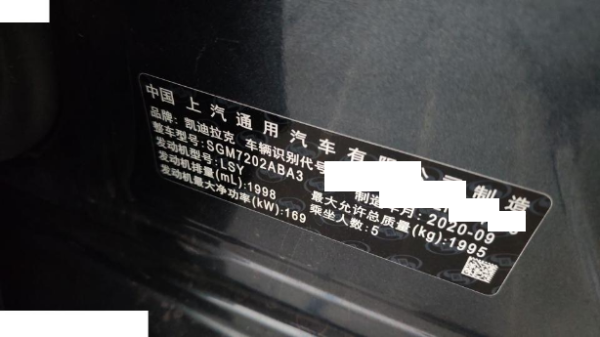 中国 上汽通用汽车有限公司制造
品牌: 凯迪拉克 车辆识别代号
整车型号: SGM7202ABA3 制造年月: 2020-09
发动机型号: LSY 最大允许总质量(kg): 1995
发动机排量(mL): 1998 乘坐人数: 5
发动机最大净功率(kW): 169